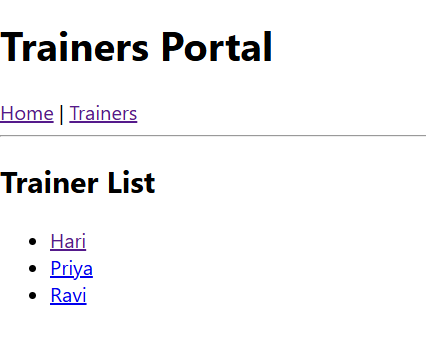 Trainers Portal
Home | Trainers
Trainer List
Hari
Priya
Ravi